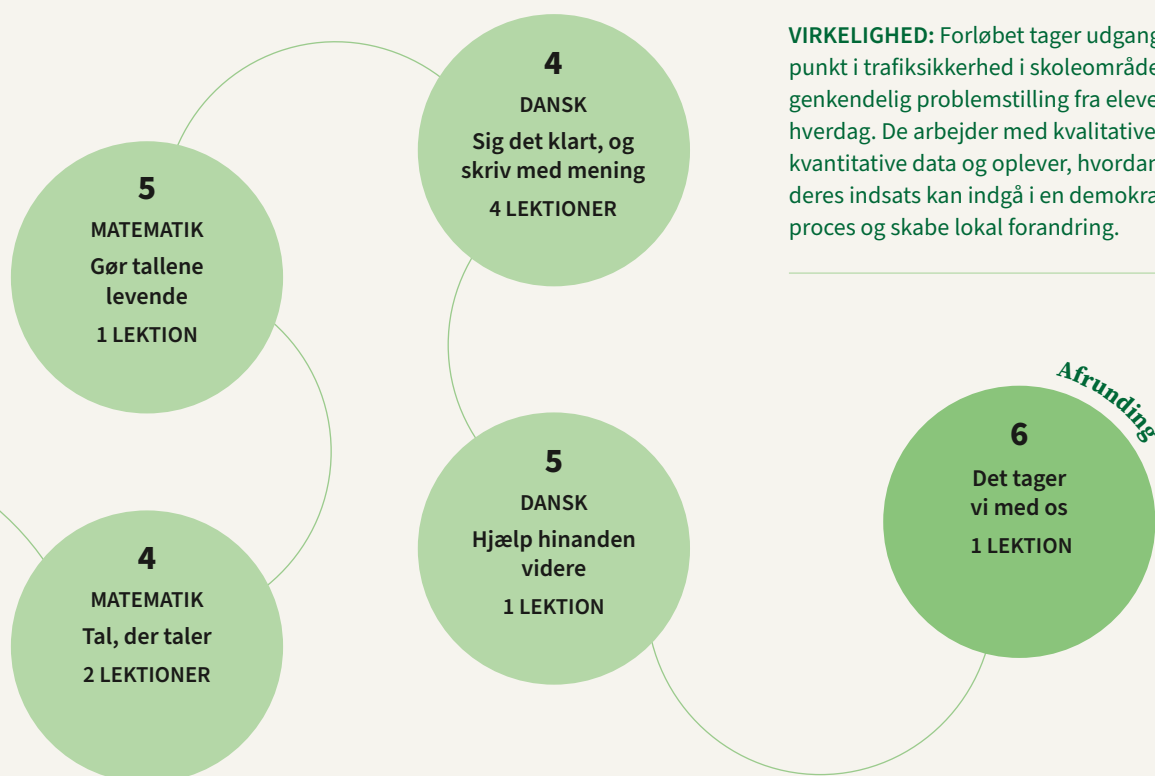 4
DANSK
Sig det klart, og
skriv med mening
4 LEKTIONER
5
MATEMATIK
Gør tallene
levende
1 LEKTION
4
MATEMATIK
Tal, der taler
2 LEKTIONER
5
DANSK
Hjælp hinanden
videre
1 LEKTION
VIRKELIGHED: Forløbet tager udgang
punkt i trafiksikkerhed i skoleområde
genkendelig problemstilling fra eleve
hverdag. De arbejder med kvalitative
kvantitative data og oplever, hvordan
deres indsats kan indgå i en demokra
proces og skabe lokal forandring.
Afrunding
6
Det tager
vi med os
1 LEKTION